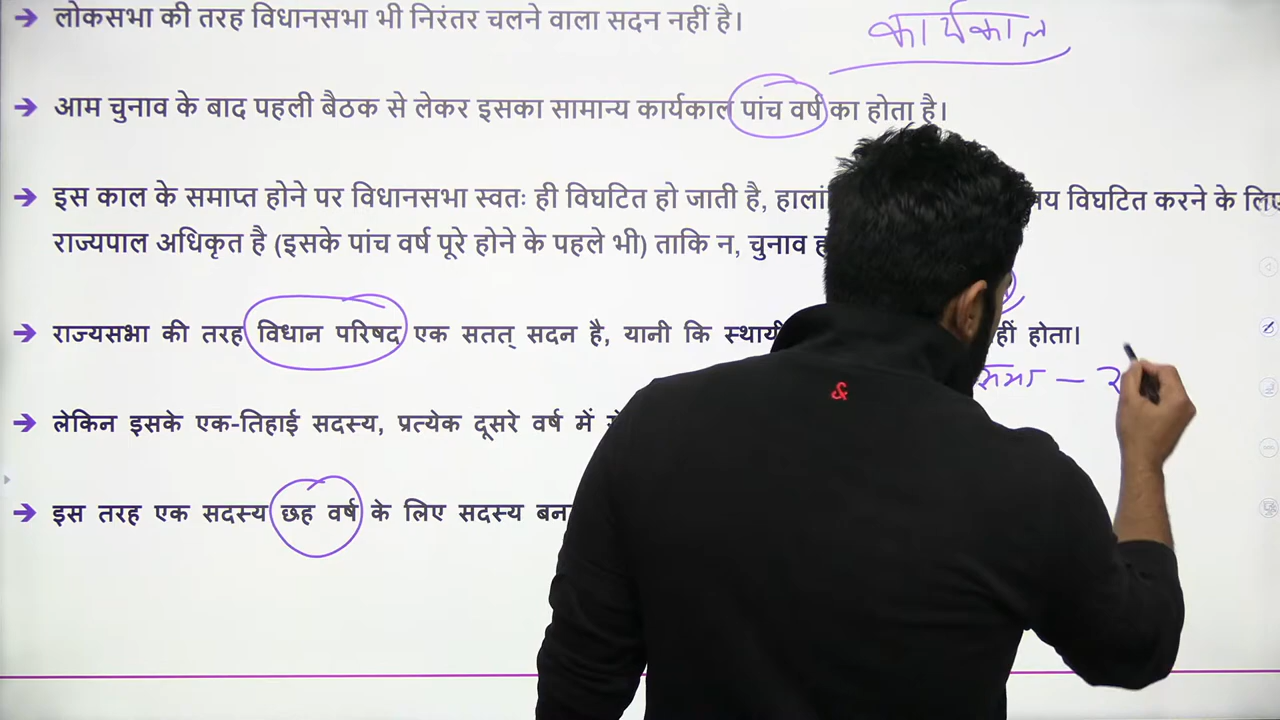 → लोकसभा की तरह विधानसभा भी निरंतर चलने वाला सदन नहीं है।
कार्यकाल
→ आम चुनाव के बाद पहली बैठक से लेकर इसका सामान्य कार्यकाल पांच वर्ष का होता है।
→ इस काल के समाप्त होने पर विधानसभा स्वतः ही विघटित हो जाती है, विघटित करने के
राज्यपाल अधिकृत है (इसके पांच वर्ष पूरे होने के पहले भी) ताकि न, चुनाव
→ राज्यसभा की तरह विधान परिषद एक सतत् सदन है, यानी कि होता।
→ लेकिन इसके एक-तिहाई सदस्य, प्रत्येक दूसरे वर्ष में
→ इस तरह एक सदस्य छह वर्ष के लिए सदस्य
&